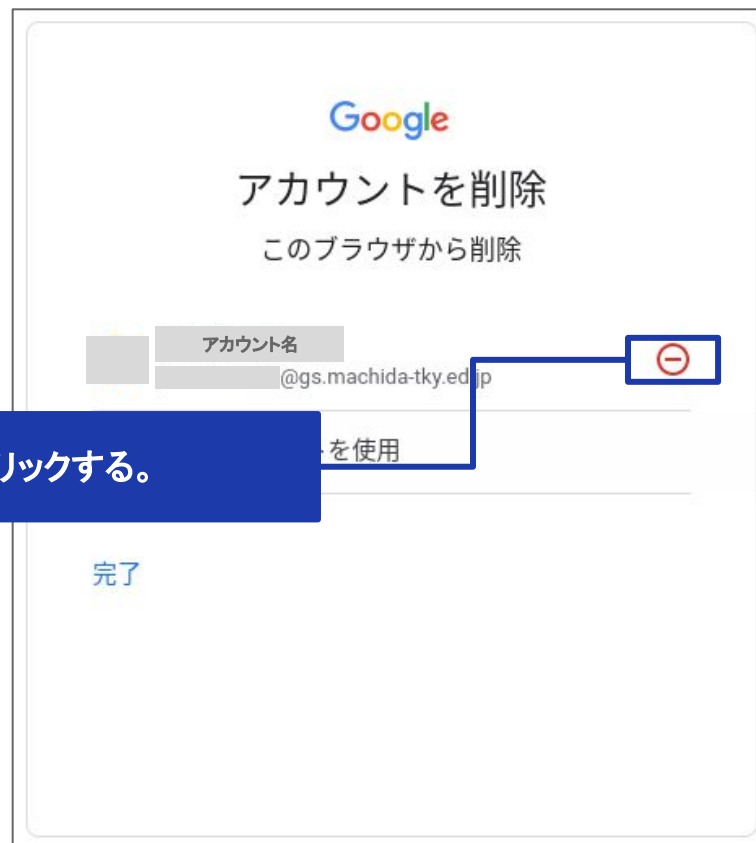 Google
アカウントを削除
このブラウザから削除
アカウント名
@gs.machida-tky.ed.jp
を使用
リックする。
完了